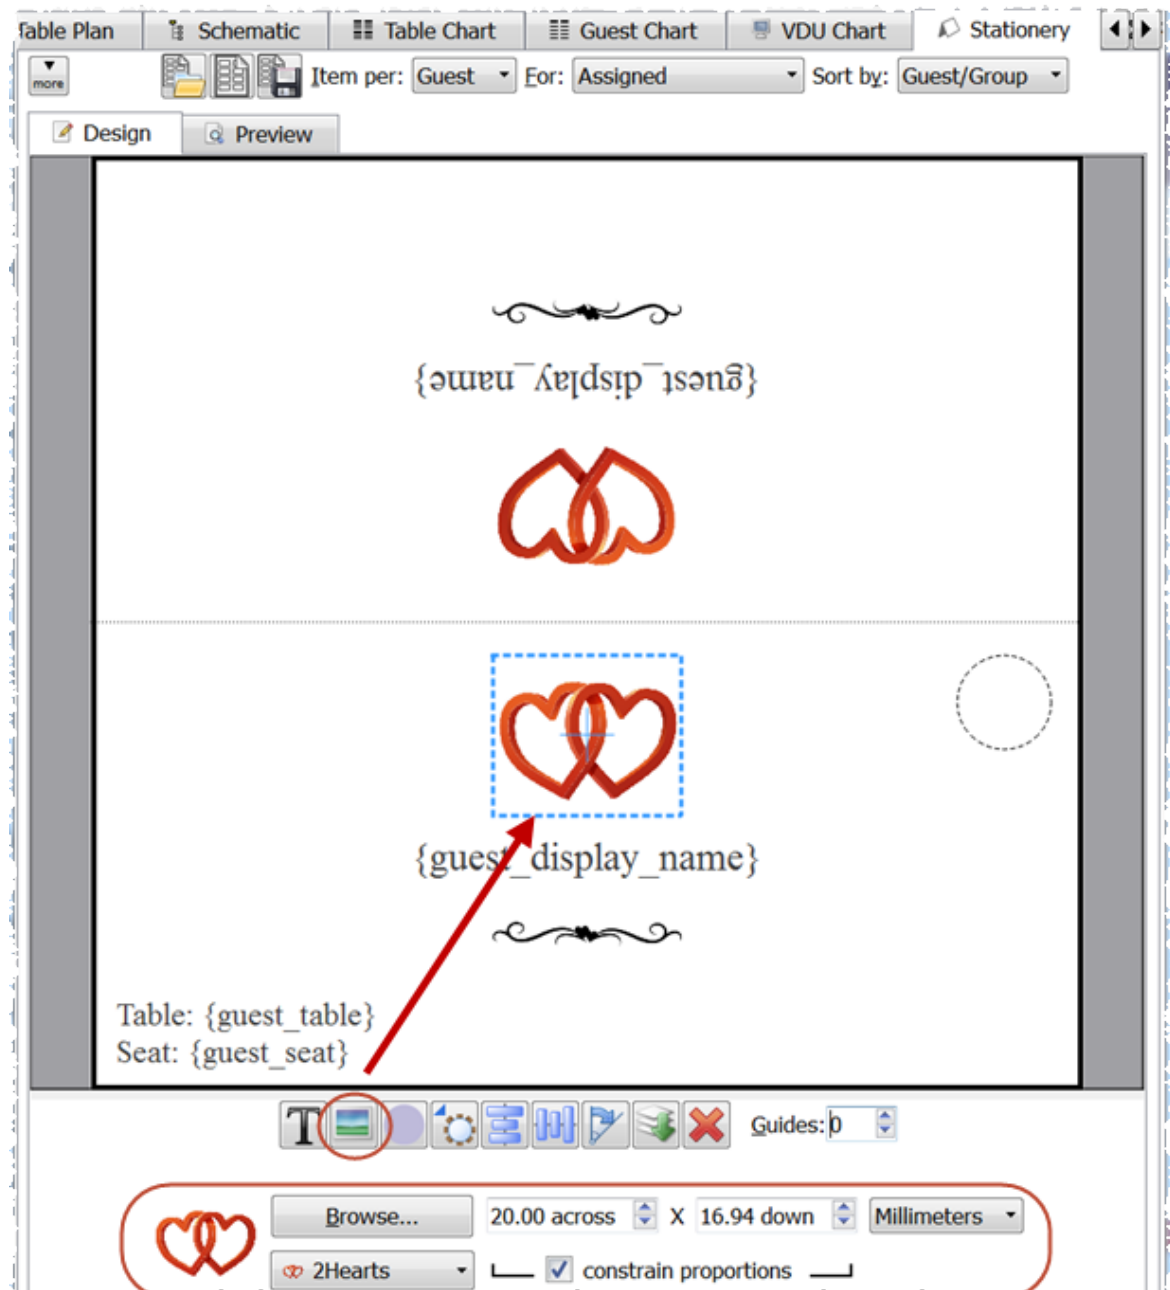 Table Plan Schematic Table Chart Guest Chart VDU Chart Stationery
more Item per: Guest For: Assigned Sort by: Guest/Group
Design Preview
{guest_display_name}
{guest_display_name}
Table: {guest_table}
Seat: {guest_seat}
T Guides: 0
Browse... 20.00 across X 16.94 down Millimeters
2Hearts constrain proportions